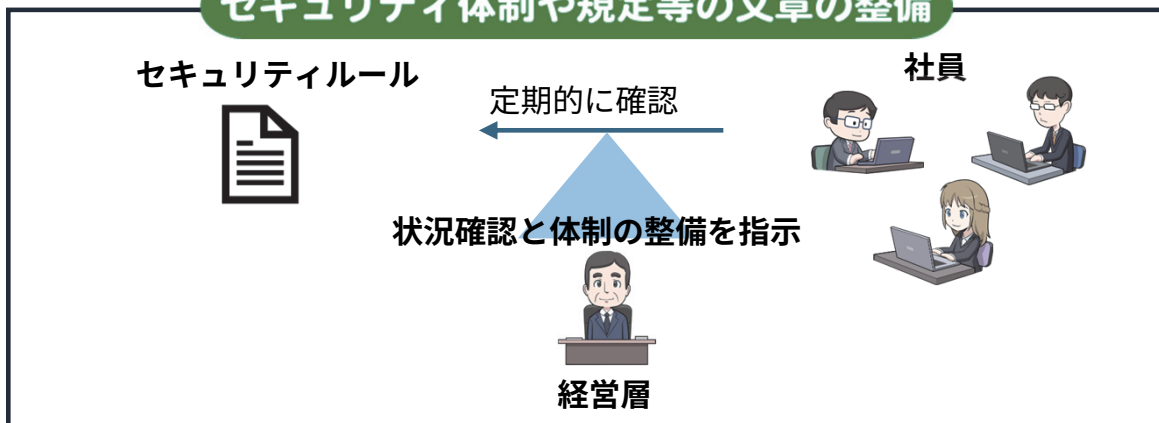 セキュリティ体制や規定等の文章の整備
セキュリティルール
社員
定期的に確認
状況確認と体制の整備を指示
経営層